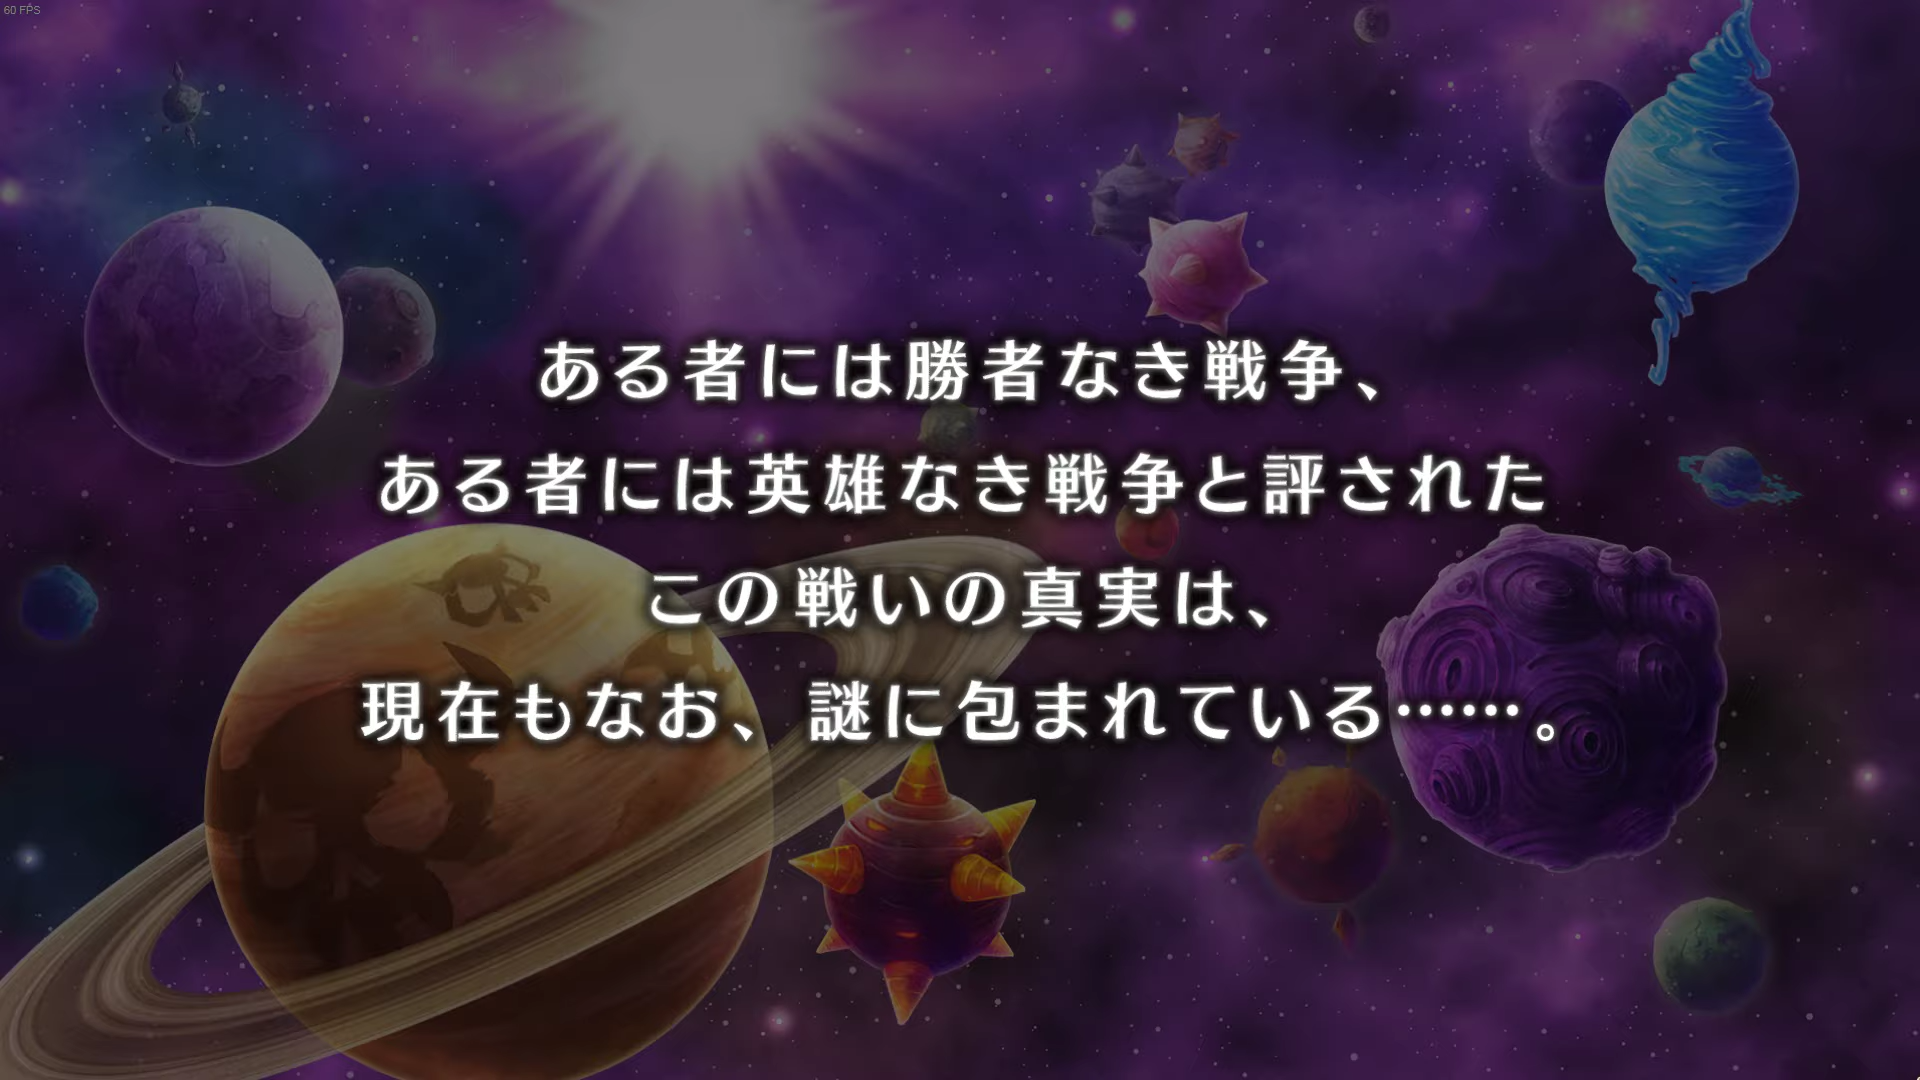 60 FPS
ある者には勝者なき戦争、
ある者には英雄なき戦争と評された
この戦いの真実は、
現在もなお、謎に包まれている……。